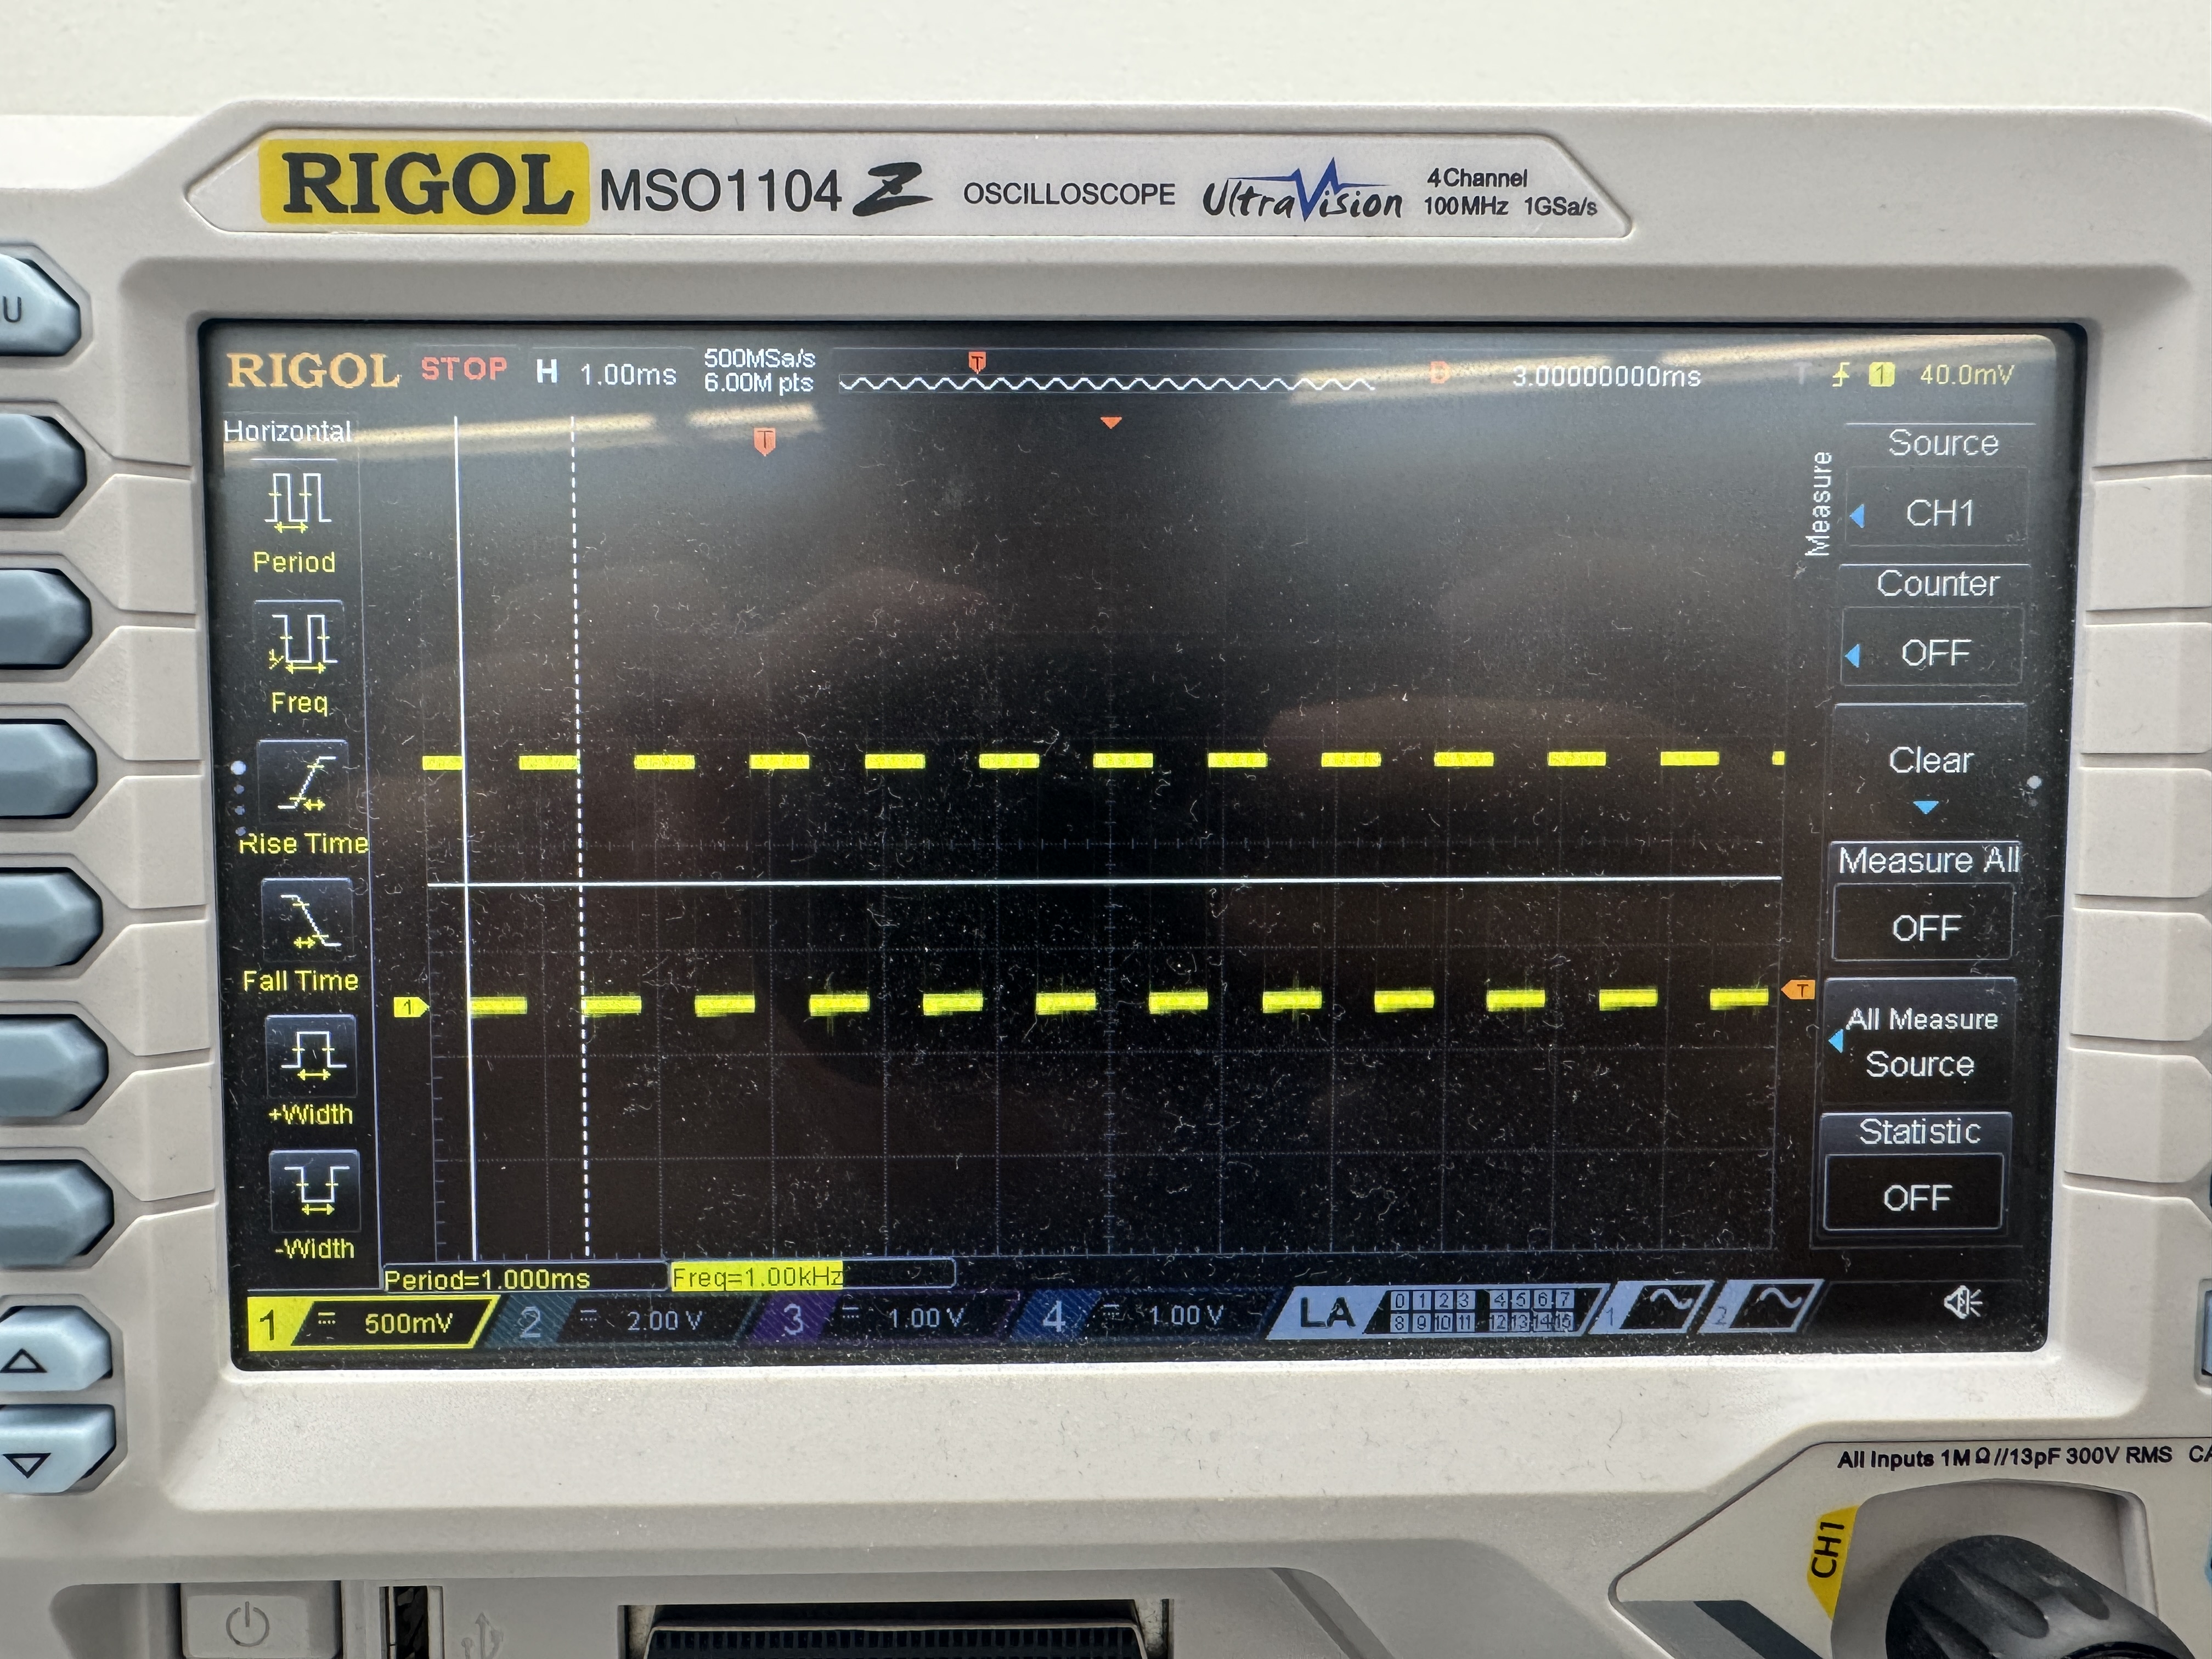 RIGOL MSO1104 Z OSCILLOSCOPE UltraVision 4 Channel
100MHz 1GSa/s
U
RIGOL STOP H 1.00ms 500MSa/s
6.00M pts
T
D 3.00000000ms T 1 40.0mV
Horizontal
T
Period
Freq
Rise Time
Fall Time
+Width
-Width
1
T
Measure
Source
CH1
Counter
OFF
Clear
Measure All
OFF
All Measure
Source
Statistic
OFF
Period=1.000ms Freq=1.00kHz
1 500mV 2 2.00 V 3 1.00 V 4 1.00 V LA 0 1 2 3 4 5 6 7 1 2
8 9 10 11 12 13 14 15
All Inputs 1MΩ//13pF 300V RMS CA
CH1